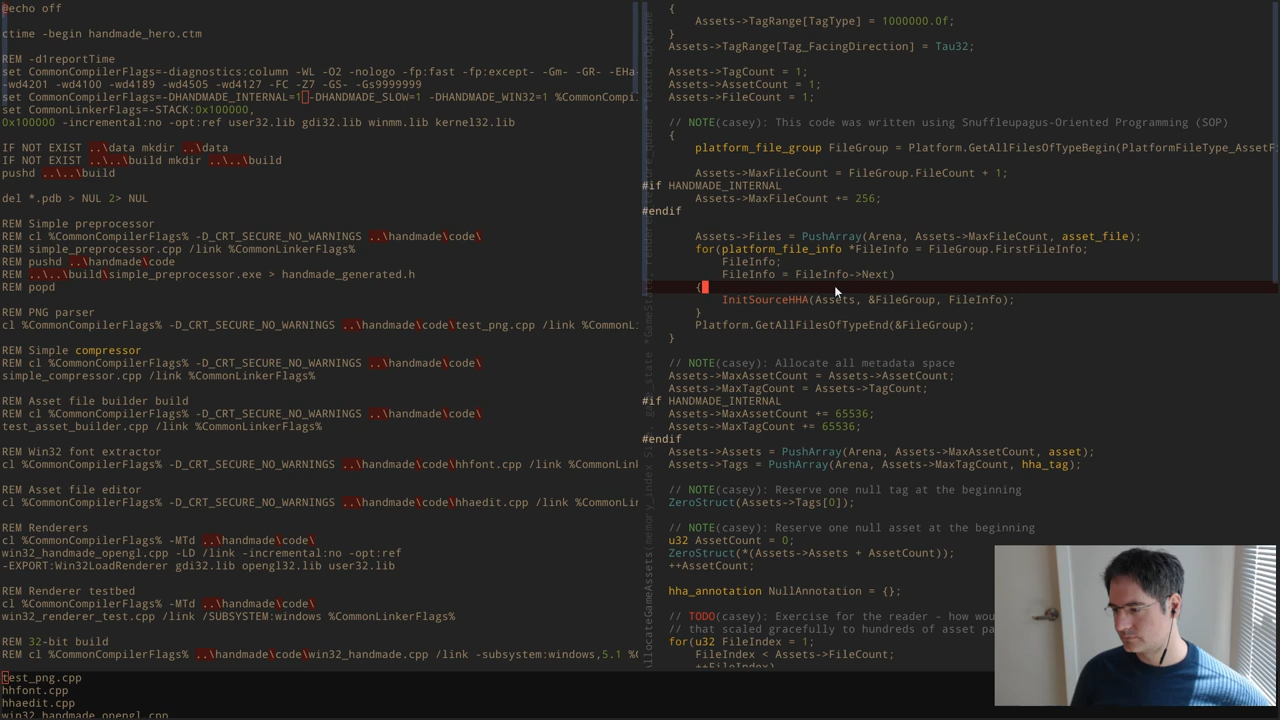 @echo off
ctime -begin handmade_hero.ctm
REM -d1reportTime
set CommonCompilerFlags=-diagnostics:column -WL -O2 -nologo -fp:fast -fp:except- -Gm- -GR- -EHa-
-wd4201 -wd4100 -wd4189 -wd4505 -wd4127 -FC -Z7 -GS- -Gs9999999
set CommonCompilerFlags=-DHANDMADE_INTERNAL=1 -DHANDMADE_SLOW=1 -DHANDMADE_WIN32=1 %CommonCompi
set CommonLinkerFlags=-STACK:0x100000,
0x100000 -incremental:no -opt:ref user32.lib gdi32.lib winmm.lib kernel32.lib
IF NOT EXIST ..\data mkdir ..\data
IF NOT EXIST ..\..\build mkdir ..\..\build
pushd ..\..\build
del *.pdb > NUL 2> NUL
REM Simple preprocessor
REM cl %CommonCompilerFlags% -D_CRT_SECURE_NO_WARNINGS ..\handmade\code\
REM simple_preprocessor.cpp /link %CommonLinkerFlags%
REM pushd ..\handmade\code
REM ..\..\build\simple_preprocessor.exe > handmade_generated.h
REM popd
REM PNG parser
cl %CommonCompilerFlags% -D_CRT_SECURE_NO_WARNINGS ..\handmade\code\test_png.cpp /link %CommonLi
REM Simple compressor
REM cl %CommonCompilerFlags% -D_CRT_SECURE_NO_WARNINGS ..\handmade\code\
simple_compressor.cpp /link %CommonLinkerFlags%
REM Asset file builder build
REM cl %CommonCompilerFlags% -D_CRT_SECURE_NO_WARNINGS ..\handmade\code\
test_asset_builder.cpp /link %CommonLinkerFlags%
REM Win32 font extractor
REM cl %CommonCompilerFlags% -D_CRT_SECURE_NO_WARNINGS ..\handmade\code\hhfont.cpp /link %CommonLin
REM Asset file editor
cl %CommonCompilerFlags% -D_CRT_SECURE_NO_WARNINGS ..\handmade\code\hhaedit.cpp /link %CommonLi
REM Renderers
cl %CommonCompilerFlags% -MTd ..\handmade\code\
win32_handmade_opengl.cpp -LD /link -incremental:no -opt:ref
-EXPORT:Win32LoadRenderer gdi32.lib opengl32.lib user32.lib
REM Renderer testbed
cl %CommonCompilerFlags% -MTd ..\handmade\code\
win32_renderer_test.cpp /link /SUBSYSTEM:windows %CommonLinkerFlags%
REM 32-bit build
REM cl %CommonCompilerFlags% ..\handmade\code\win32_handmade.cpp /link -subsystem:windows,5.1 %C
test_png.cpp
hhfont.cpp
hhaedit.cpp
win32_handmade_opengl.cpp
{
Assets->TagRange[TagType] = 1000000.0f;
}
Assets->TagRange[Tag_FacingDirection] = Tau32;
Assets->TagCount = 1;
Assets->AssetCount = 1;
Assets->FileCount = 1;
// NOTE(casey): This code was written using Snuffleupagus-Oriented Programming (SOP)
{
platform_file_group FileGroup = Platform.GetAllFilesOfTypeBegin(PlatformFileType_AssetF
Assets->MaxFileCount = FileGroup.FileCount + 1;
#if HANDMADE_INTERNAL
Assets->MaxFileCount += 256;
#endif
Assets->Files = PushArray(Arena, Assets->MaxFileCount, asset_file);
for(platform_file_info *FileInfo = FileGroup.FirstFileInfo;
FileInfo;
FileInfo = FileInfo->Next)
{
InitSourceHHA(Assets, &FileGroup, FileInfo);
}
Platform.GetAllFilesOfTypeEnd(&FileGroup);
}
// NOTE(casey): Allocate all metadata space
Assets->MaxAssetCount = Assets->AssetCount;
Assets->MaxTagCount = Assets->TagCount;
#if HANDMADE_INTERNAL
Assets->MaxAssetCount += 65536;
Assets->MaxTagCount += 65536;
#endif
Assets->Assets = PushArray(Arena, Assets->MaxAssetCount, asset);
Assets->Tags = PushArray(Arena, Assets->MaxTagCount, hha_tag);
// NOTE(casey): Reserve one null tag at the beginning
ZeroStruct(Assets->Tags[0]);
// NOTE(casey): Reserve one null asset at the beginning
u32 AssetCount = 0;
ZeroStruct(*(Assets->Assets + AssetCount));
++AssetCount;
hha_annotation NullAnnotation = {};
// TODO(casey): Exercise for the reader - how wou
// that scaled gracefully to hundreds of asset pa
for(u32 FileIndex = 1;
FileIndex < Assets->FileCount;
++FileIndex)